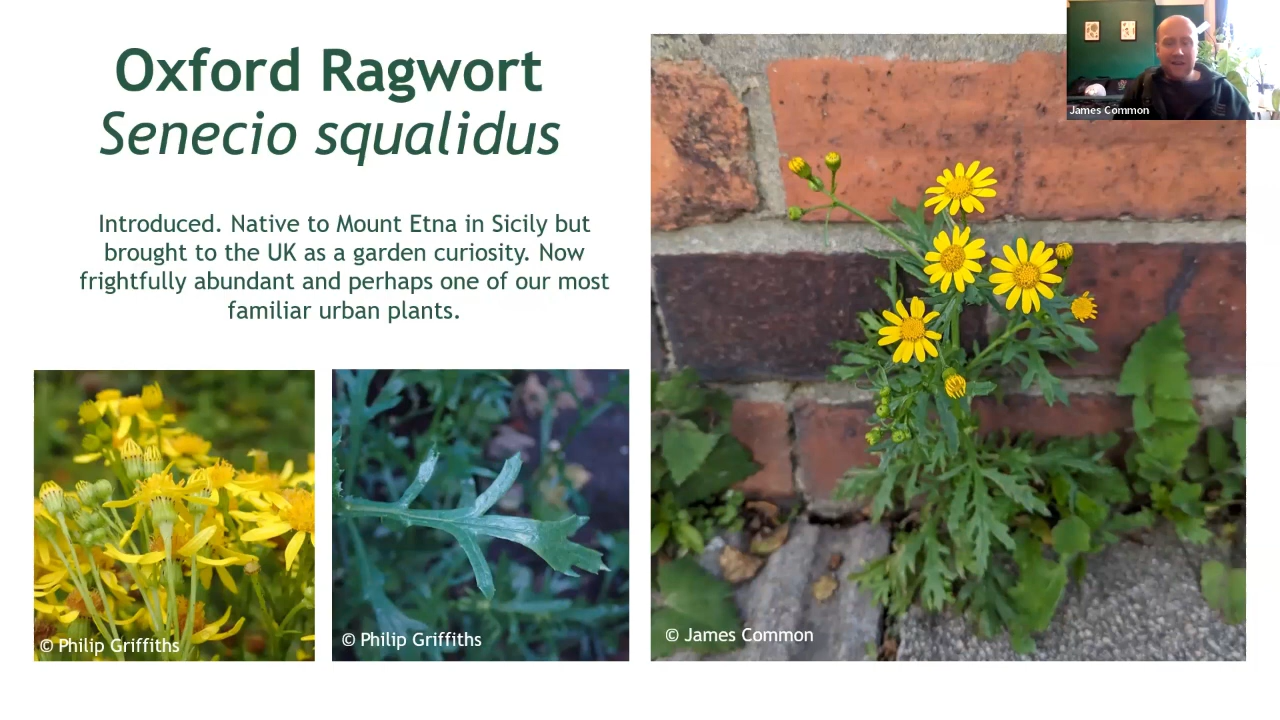 Oxford Ragwort
Senecio squalidus
Introduced. Native to Mount Etna in Sicily but
brought to the UK as a garden curiosity. Now
frightfully abundant and perhaps one of our most
familiar urban plants.
© Philip Griffiths
© Philip Griffiths
© James Common
James Common